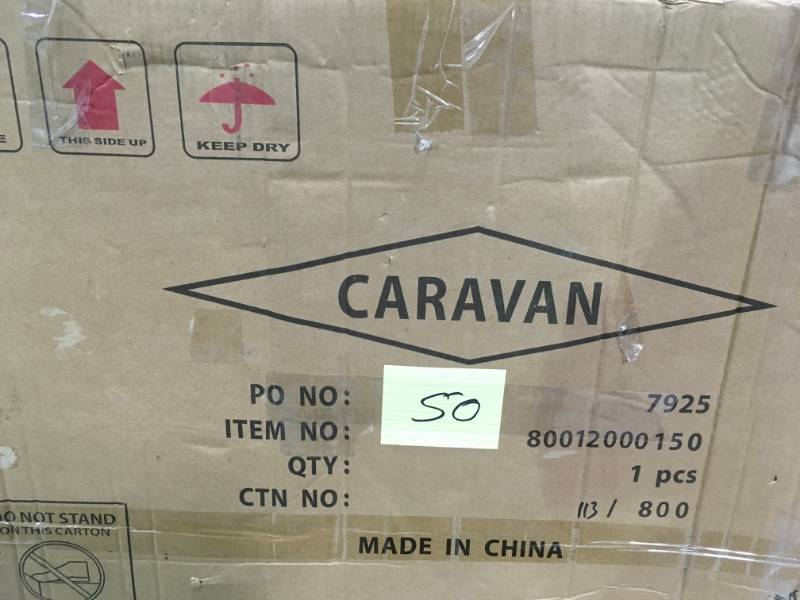 THIS SIDE UP
KEEP DRY
CARAVAN
PO NO: 7925
50
ITEM NO: 80012000150
QTY: 1 pcs
CTN NO: 113 / 800
DO NOT STAND
ON THIS CARTON
MADE IN CHINA